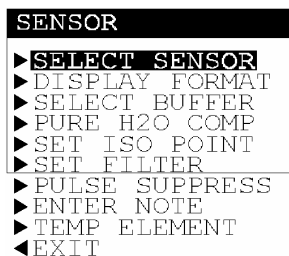 SENSOR
SELECT SENSOR
DISPLAY FORMAT
SELECT BUFFER
PURE H2O COMP
SET ISO POINT
SET FILTER
PULSE SUPPRESS
ENTER NOTE
TEMP ELEMENT
EXIT